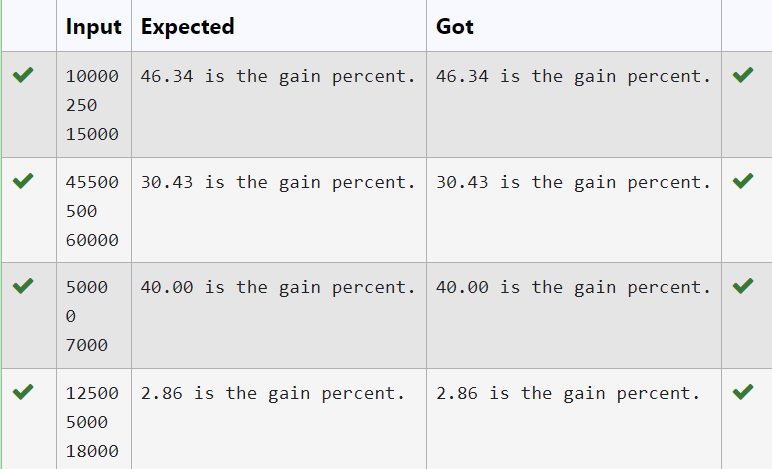 Input Expected Got
10000 46.34 is the gain percent. 46.34 is the gain percent.
250
15000
45500 30.43 is the gain percent. 30.43 is the gain percent.
500
60000
5000 40.00 is the gain percent. 40.00 is the gain percent.
0
7000
12500 2.86 is the gain percent. 2.86 is the gain percent.
5000
18000